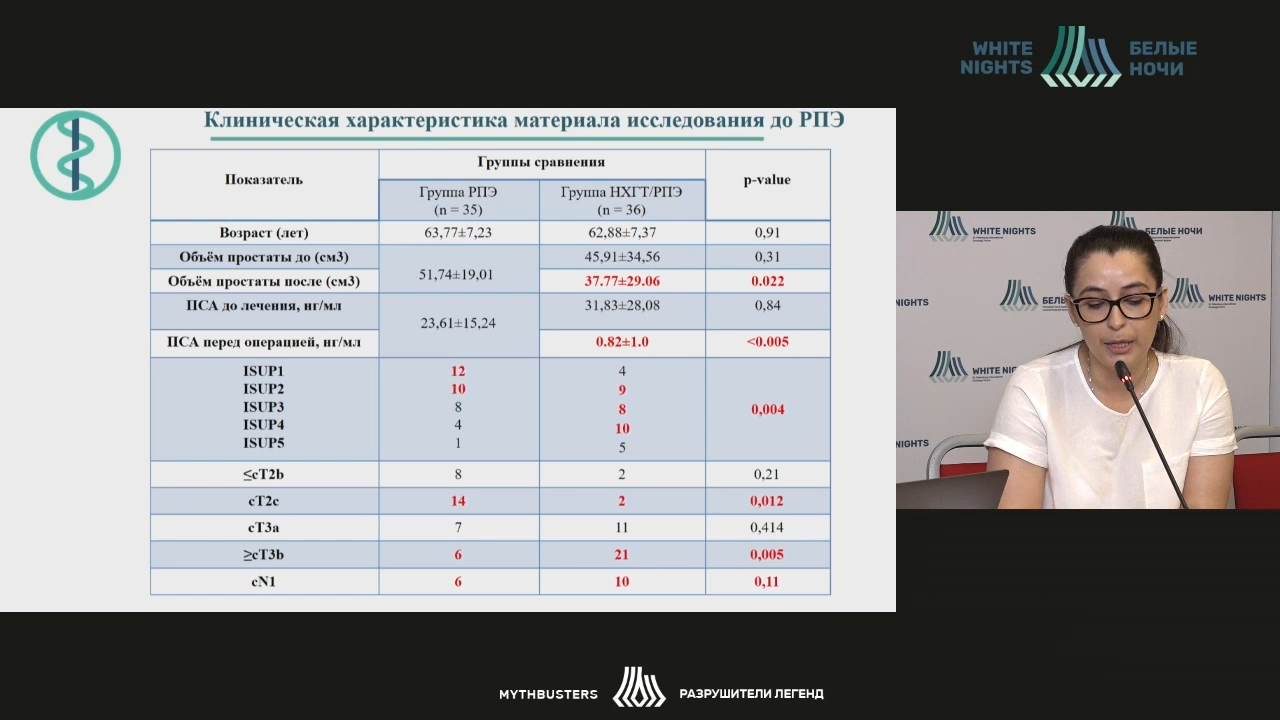 WHITE
NIGHTS
БЕЛЫЕ
НОЧИ
Клиническая характеристика материала исследования до РПЭ
Показатель
Группы сравнения
p-value
Группа РПЭ
(n = 35)
Группа НХГТ/РПЭ
(n = 36)
Возраст (лет) 63,77±7,23 62,88±7,37 0,91
Объём простаты до (см3) 51,74±19,01 45,91±34,56 0,31
Объём простаты после (см3) 37.77±29.06 0.022
ПСА до лечения, нг/мл 23,61±15,24 31,83±28,08 0,84
ПСА перед операцией, нг/мл 0.82±1.0 <0.005
ISUP1 12 4
ISUP2 10 9
ISUP3 8 8 0,004
ISUP4 4 10
ISUP5 1 5
≤cT2b 8 2 0,21
cT2c 14 2 0,012
cT3a 7 11 0,414
≥cT3b 6 21 0,005
cN1 6 10 0,11
WHITE NIGHTS
БЕЛЫЕ НОЧИ
NIGHTS
WHITE NIGHTS
WHITE NIGHTS
NIGHTS
MYTHBUSTERS
РАЗРУШИТЕЛИ ЛЕГЕНД